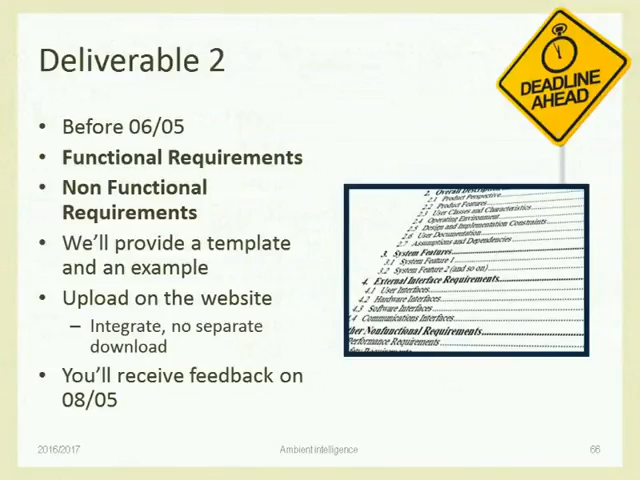 Deliverable 2
DEADLINE
AHEAD
• Before 06/05
• Functional Requirements
• Non Functional
Requirements
• We'll provide a template
and an example
• Upload on the website
– Integrate, no separate
download
• You'll receive feedback on
08/05
2. Overall Descript
2.1 Product Perspective
2.2 Product Features
2.3 User Classes and Characteristics
2.4 Operating Environment
2.5 Design and Implementation Constraints
2.6 User Documentation
2.7 Assumptions and Dependencies
3. System Features
3.1 System Feature 1
3.2 System Feature 2 (and so on)
4. External Interface Requirements
4.1 User Interfaces
4.2 Hardware Interfaces
4.3 Software Interfaces
4.4 Communications Interfaces
ther Nonfunctional Requirements
Performance Requirements
2016/2017
Ambient intelligence
66